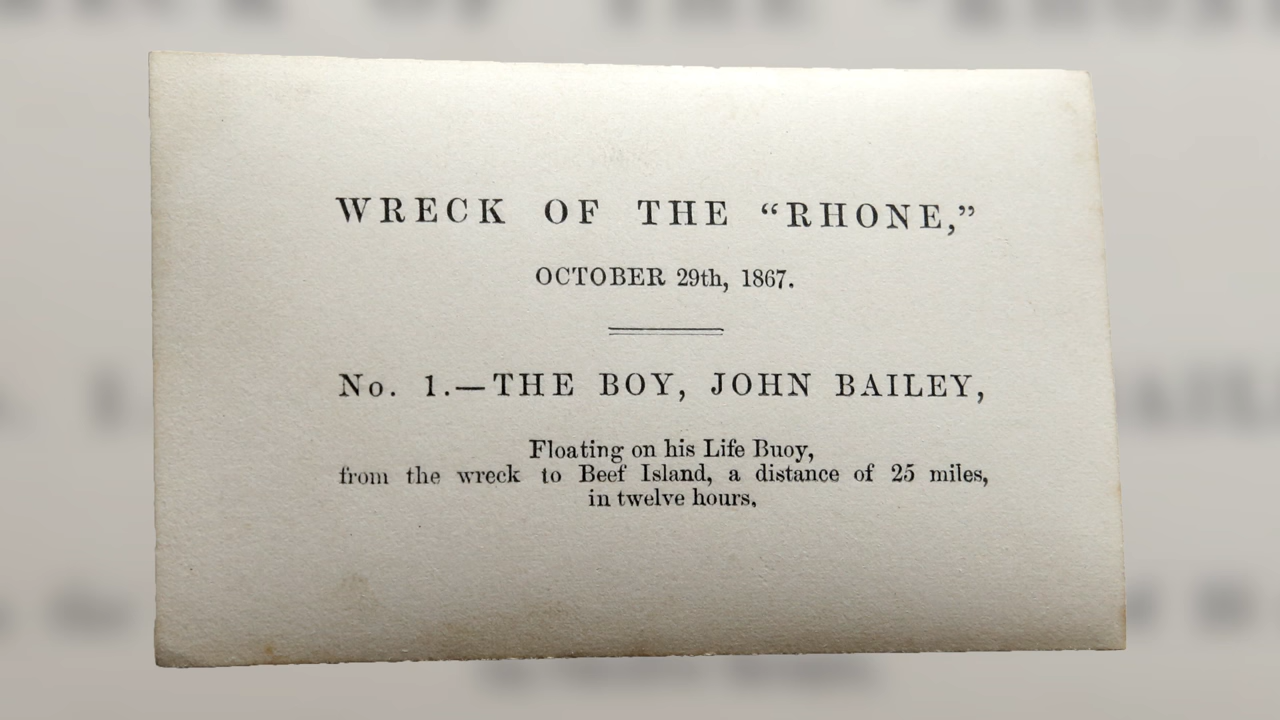 WRECK OF THE “RHONE,”
OCTOBER 29th, 1867.
No. 1.—THE BOY, JOHN BAILEY,
Floating on his Life Buoy,
from the wreck to Beef Island, a distance of 25 miles,
in twelve hours.